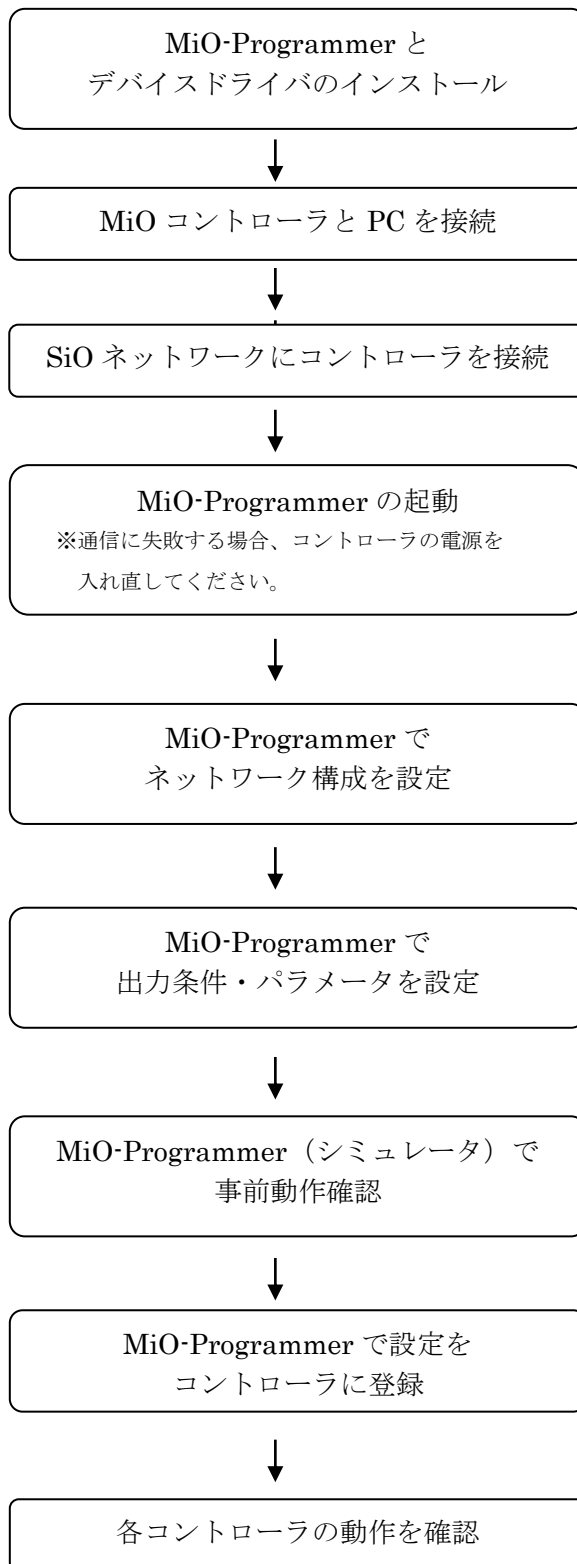 MiO-Programmer と
デバイスドライバのインストール
MiO コントローラと PC を接続
SiO ネットワークにコントローラを接続
MiO-Programmer の起動
※通信に失敗する場合、コントローラの電源を
入れ直してください。
MiO-Programmer で
ネットワーク構成を設定
MiO-Programmer で
出力条件・パラメータを設定
MiO-Programmer（シミュレータ）で
事前動作確認
MiO-Programmer で設定を
コントローラに登録
各コントローラの動作を確認